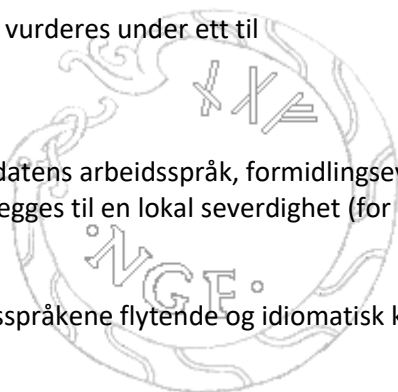 vurderes under ett til
datens arbeidsspråk, formidlingsev
egges til en lokal severdighet (for
°NGF°
sspråkene flytende og idiomatisk k